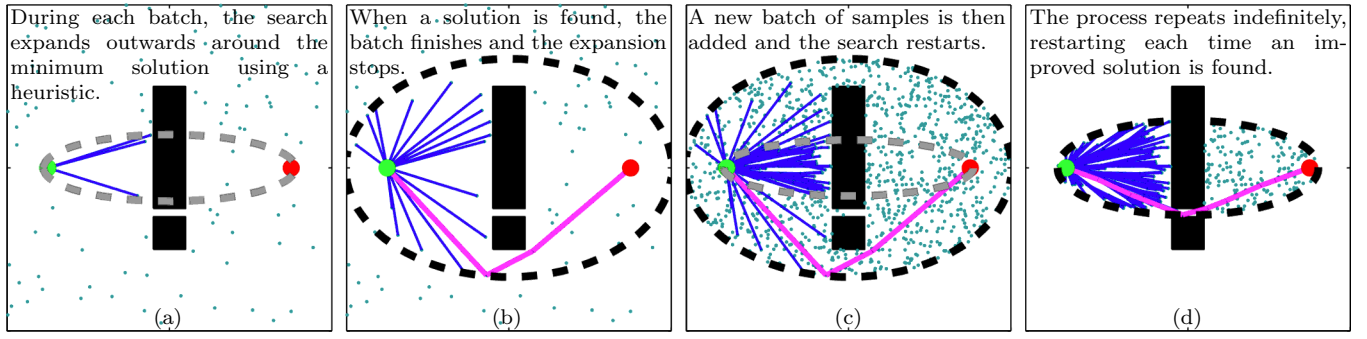 During each batch, the search
expands outwards around the
minimum solution using a
heuristic.
(a)
When a solution is found, the
batch finishes and the expansion
stops.
(b)
A new batch of samples is then
added and the search restarts.
(c)
The process repeats indefinitely,
restarting each time an im-
proved solution is found.
(d)